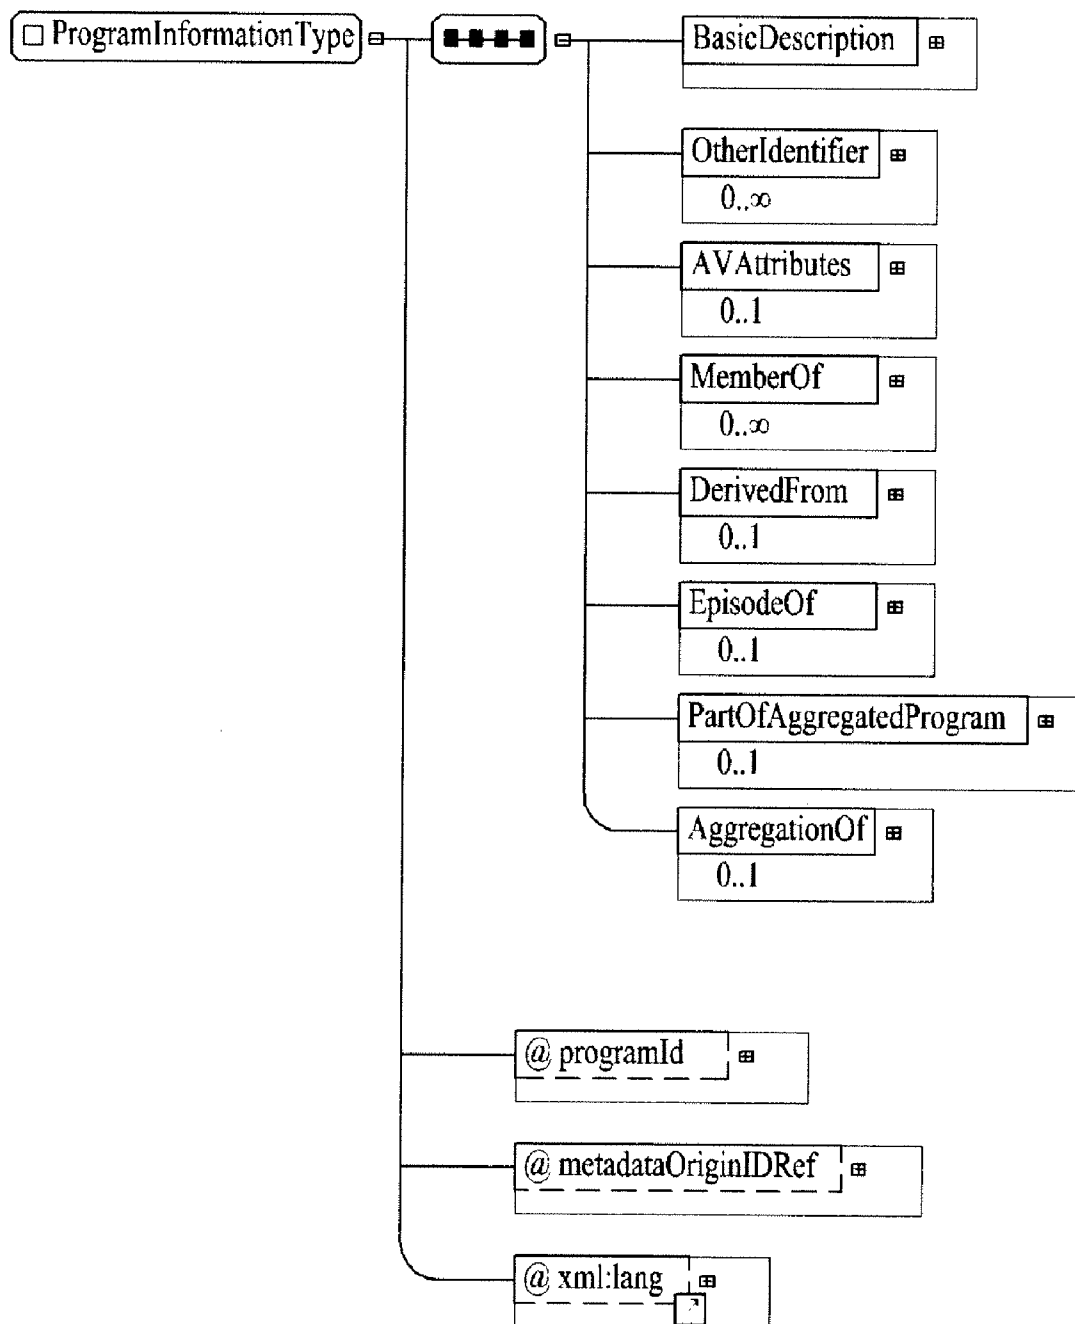 ProgramInformationType
BasicDescription
OtherIdentifier
0..∞
AVAttributes
0..1
MemberOf
0..∞
DerivedFrom
0..1
EpisodeOf
0..1
PartOfAggregatedProgram
0..1
AggregationOf
0..1
@ programId
@ metadataOriginIDRef
@ xml:lang